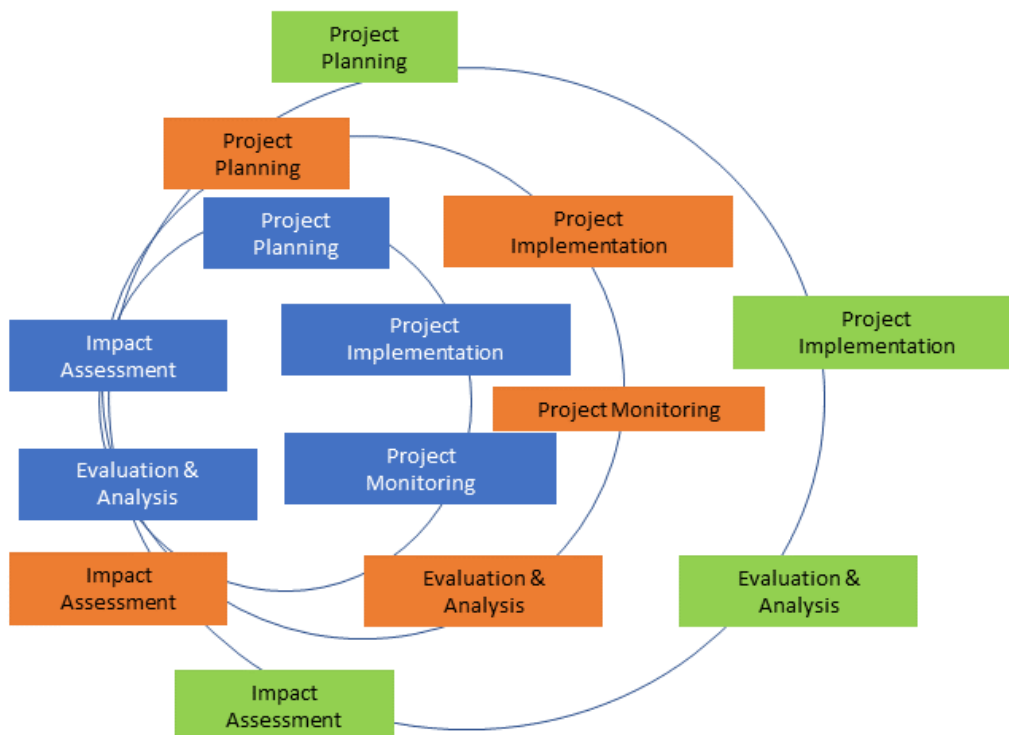 Project
Planning
Project
Planning
Project
Planning
Project
Implementation
Project
Implementation
Project
Implementation
Impact
Assessment
Project Monitoring
Project
Monitoring
Evaluation &
Analysis
Impact
Assessment
Evaluation &
Analysis
Evaluation &
Analysis
Impact
Assessment